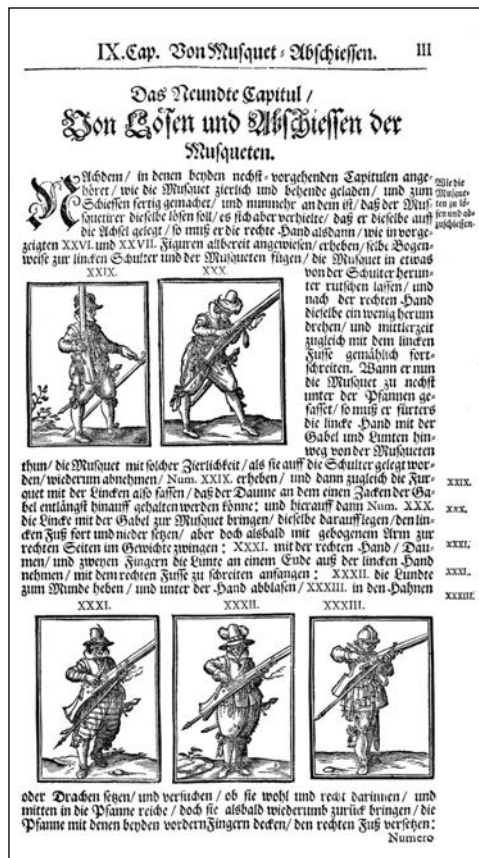 IX. Cap. Von Musquet-Abschiessen. III
Das Neundte Capitul /
Von Lösen und Abschiessen der
Musqueten.
NAchdem / in denen beyden nechst-vorgehenden Capitulen ange-
höret / wie die Musquet zierlich und behende geladen / und zum
Schiessen fertig gemachet / und nunmehr an dem ist / daß der Mus-
quetirer dieselbe lösen soll / es sich aber verhielte / daß er dieselbe auff
die Achsel gelegt / so muß er die rechte Hand alsdann / wie in vorge-
zeigten XXVI. und XXVII. Figuren allbereit angewiesen / erheben / selbe Bogen-
weise zur lincken Schulter und der Musqueten fügen / die Musquet in etwas
Wie die
Musque-
ten zu lö-
sen und ab-
zuschiessen.
XXIX. XXX.
von der Schulter herun-
ter rutschen lassen / und
nach der rechten Hand
dieselbe ein wenig herum
drehen / und mittlerzeit
zugleich mit dem lincken
Fusse gemählich fort-
schreiten. Wann er nun
die Musquet zu nechst
unter der Pfannen ge-
fasset / so muß er fürters
die lincke Hand mit der
Gabel und Lunten hin-
weg von der Musqueten
thun / die Musquet mit solcher Zierlichkeit / als sie auff die Schulter gelegt wor-
den / wiederum abnehmen / Num. XXIX. erheben / und dann zugleich die Fur-
quet mit der Lincken also fassen / daß der Daume an dem einen Zacken der Ga-
bel entlängst hinauff gehalten werden könne: und hierauff dann Num. XXX.
die Lincke mit der Gabel zur Musquet bringen / dieselbe darauff legen / den lin-
cken Fuß fort und nieder setzen / aber doch alsbald mit gebogenem Arm zur
rechten Seiten im Gewichte zwingen: XXXI. mit der rechten Hand / Dau-
men / und zweyen Fingern die Lunte an einem Ende auß der lincken Hand
nehmen / mit dem rechten Fusse zu schreiten anfangen: XXXII. die Lundte
zum Munde heben / und unter der Hand abblasen / XXXIII. in den Hahnen
XXIX.
XXX.
XXXI.
XXXI.
XXXIII.
XXXI. XXXII. XXXIII.
oder Drachen setzen / und versuchen / ob sie wohl und recht darinnen / und
mitten in die Pfanne reiche / doch sie alsbald wiederumb zurück bringen / die
Pfanne mit denen beyden vordern Fingern decken / den rechten Fuß versetzen:
Numero